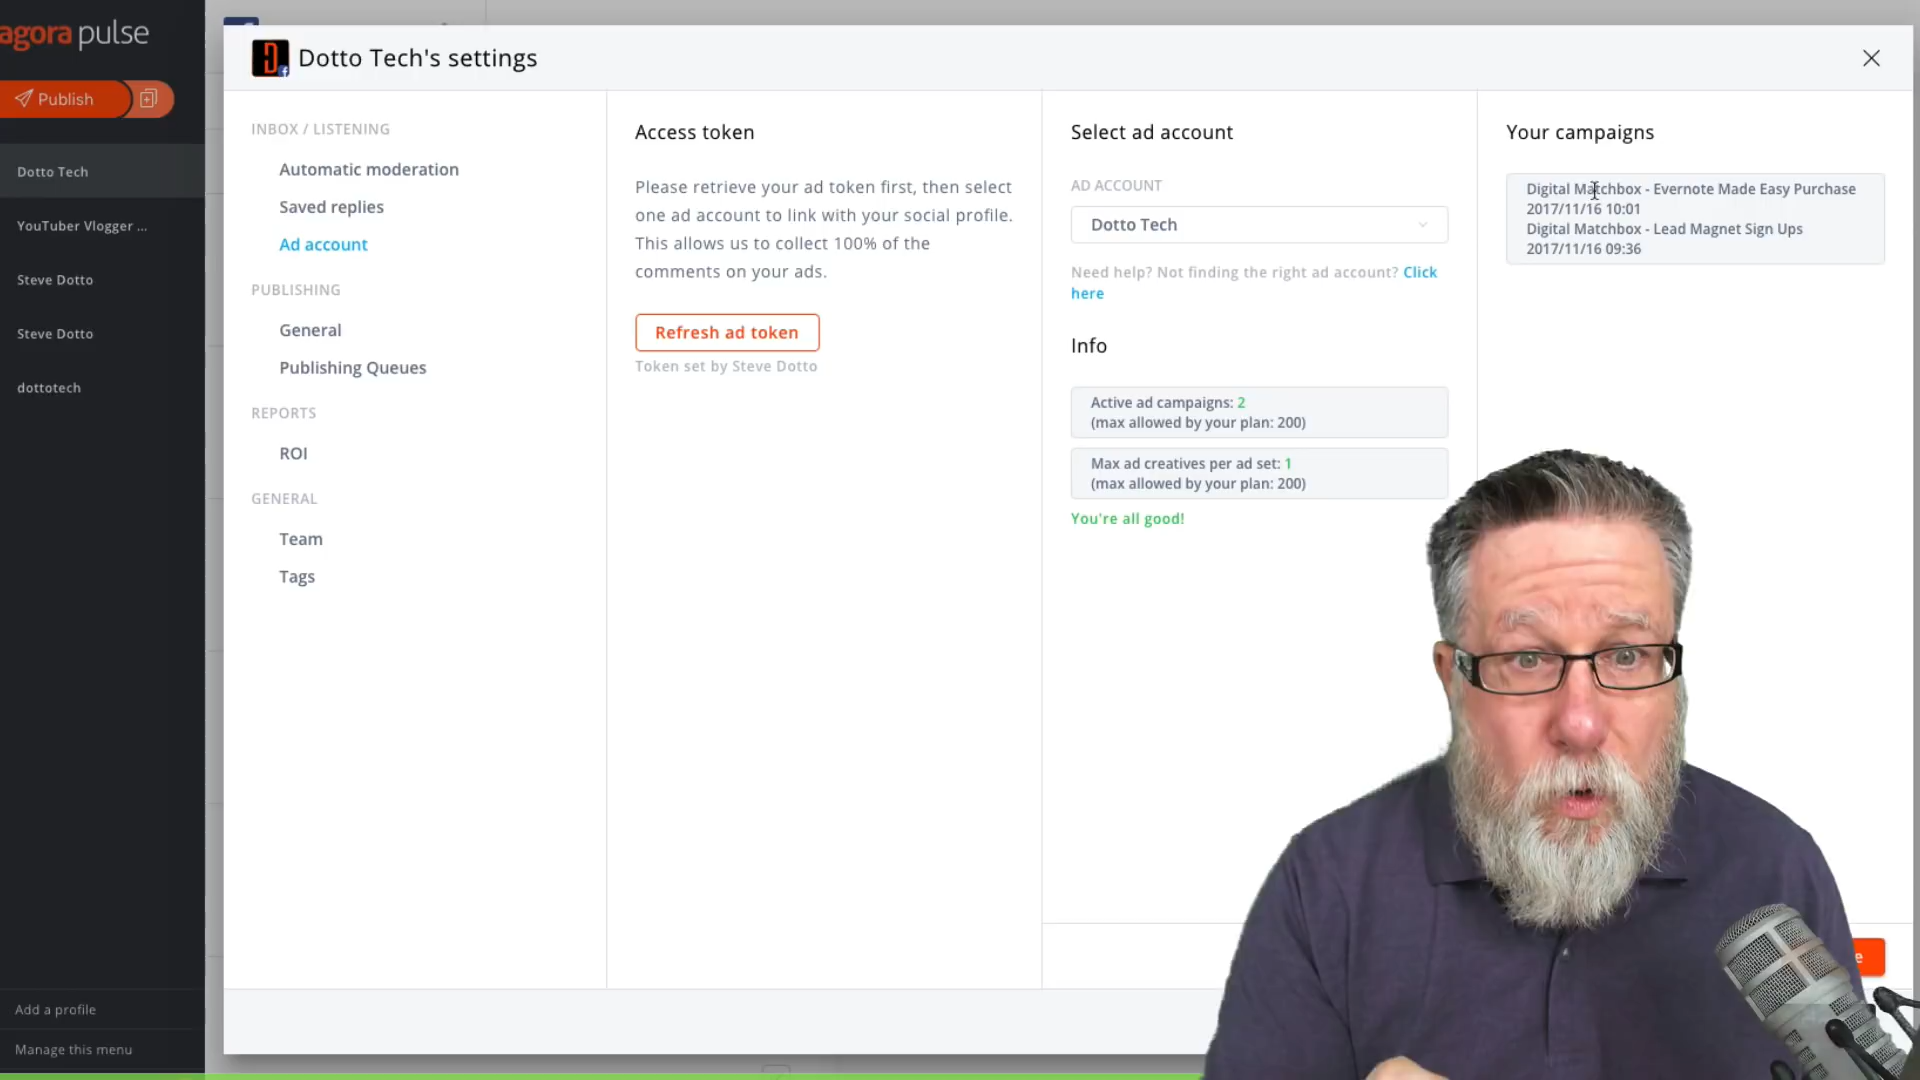 agora pulse
Publish
Dotto Tech
YouTuber Vlogger ...
Steve Dotto
Steve Dotto
dottotech
Add a profile
Manage this menu
Dotto Tech's settings
INBOX / LISTENING
Automatic moderation
Saved replies
Ad account
PUBLISHING
General
Publishing Queues
REPORTS
ROI
GENERAL
Team
Tags
Access token
Please retrieve your ad token first, then select
one ad account to link with your social profile.
This allows us to collect 100% of the
comments on your ads.
Refresh ad token
Token set by Steve Dotto
Select ad account
AD ACCOUNT
Dotto Tech
Need help? Not finding the right ad account? Click
here
Info
Active ad campaigns: 2
(max allowed by your plan: 200)
Max ad creatives per ad set: 1
(max allowed by your plan: 200)
You're all good!
Your campaigns
Digital Matchbox - Evernote Made Easy Purchase
2017/11/16 10:01
Digital Matchbox - Lead Magnet Sign Ups
2017/11/16 09:36